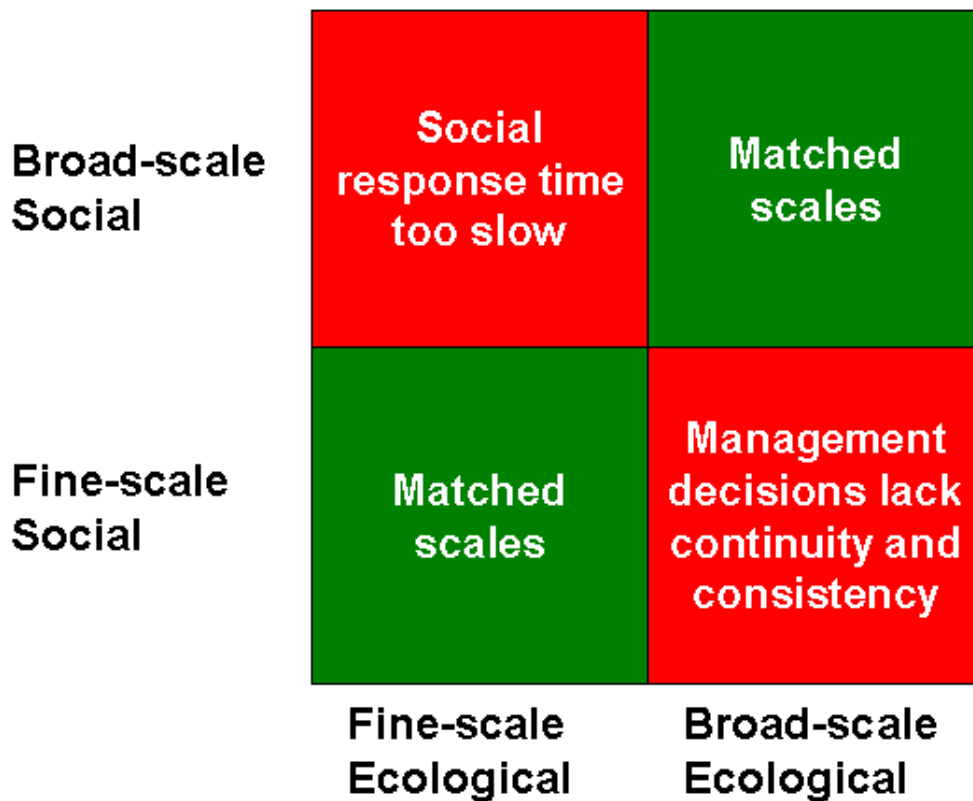 Broad-scale
Social
Social
response time
too slow
Matched
scales
Fine-scale
Social
Matched
scales
Management
decisions lack
continuity and
consistency
Fine-scale
Ecological
Broad-scale
Ecological